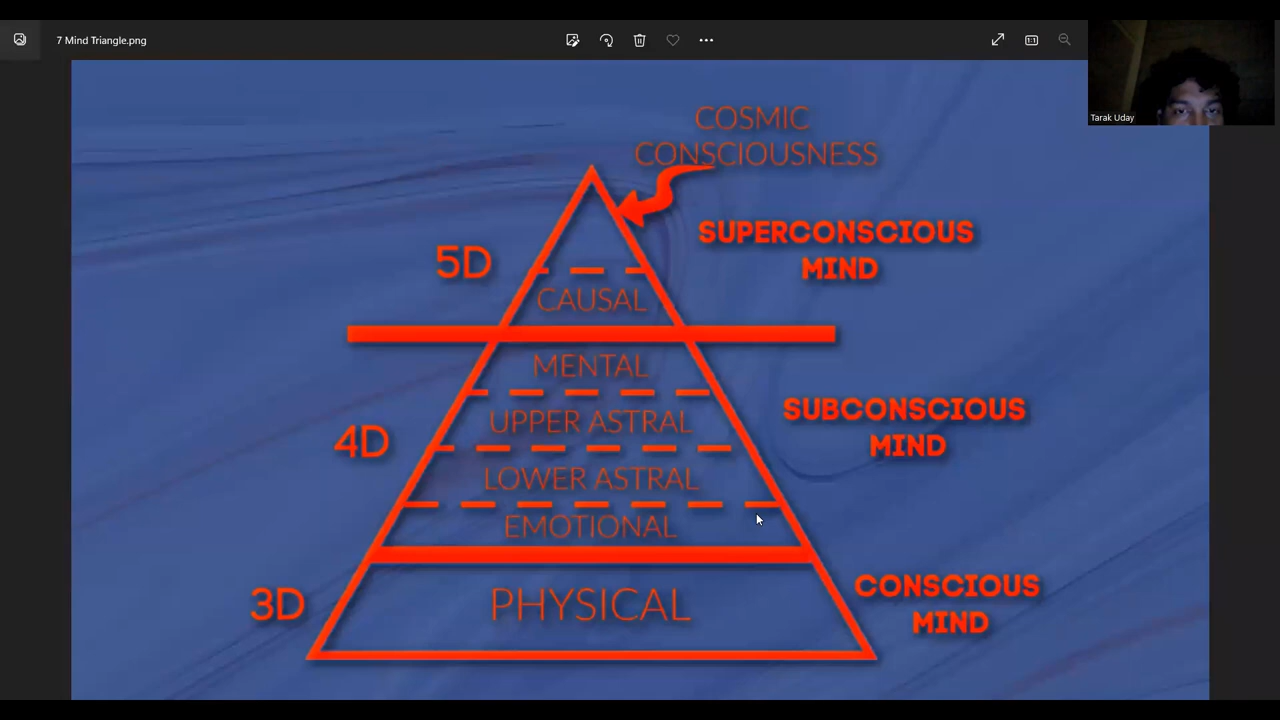 7 Mind Triangle.png
Tarak Uday
COSMIC
CONSCIOUSNESS
SUPERCONSCIOUS
MIND
5D
CAUSAL
MENTAL
UPPER ASTRAL
SUBCONSCIOUS
MIND
4D
LOWER ASTRAL
EMOTIONAL
3D
PHYSICAL
CONSCIOUS
MIND